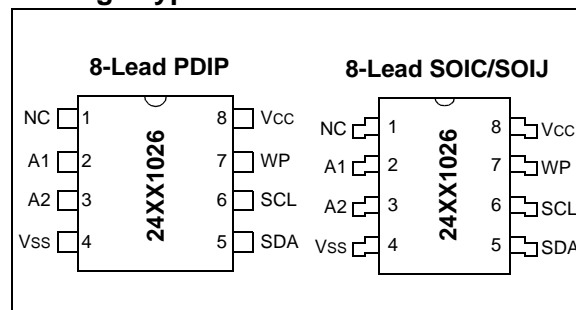 8-Lead PDIP
NC 1 8 VCC
A1 2 7 WP
A2 3 6 SCL
VSS 4 5 SDA
24XX1026
8-Lead SOIC/SOIJ
NC 1 8 VCC
A1 2 7 WP
A2 3 6 SCL
VSS 4 5 SDA
24XX1026